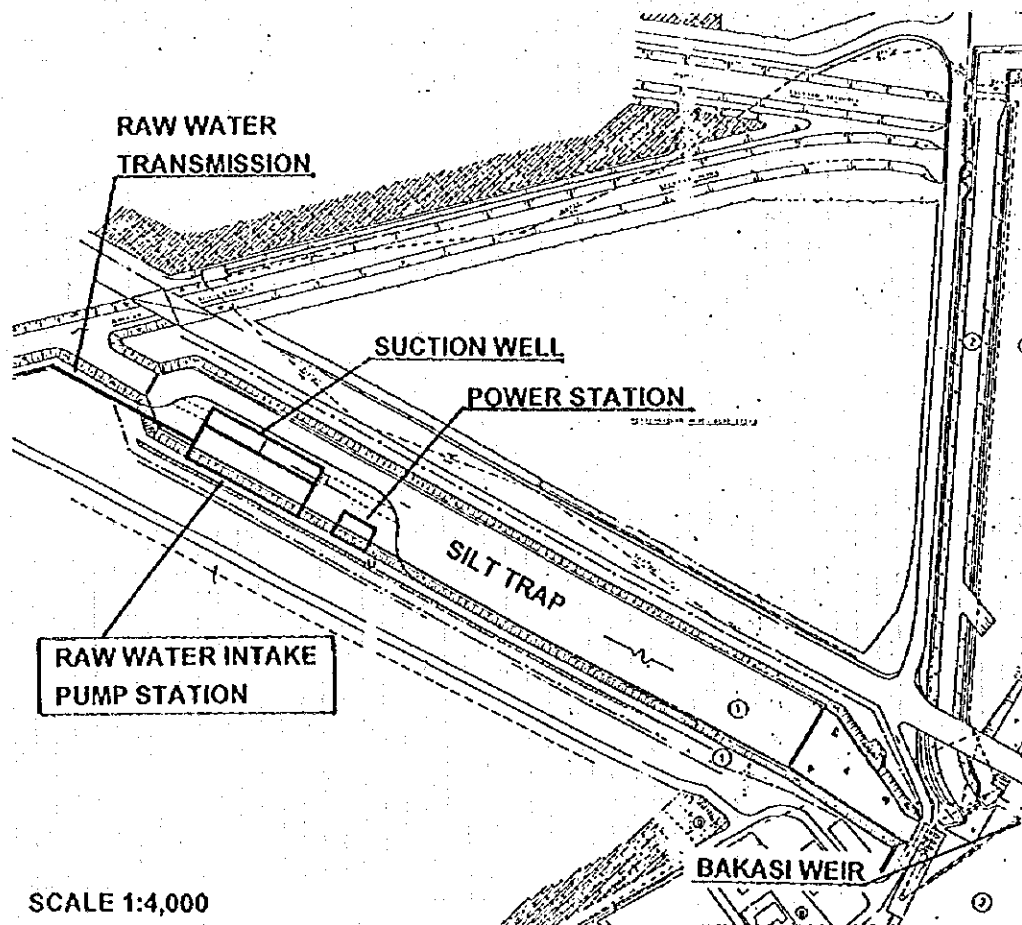 RAW WATER
TRANSMISSION
SUCTION WELL
POWER STATION
SILT TRAP
RAW WATER INTAKE
PUMP STATION
BAKASI WEIR
SCALE 1:4,000